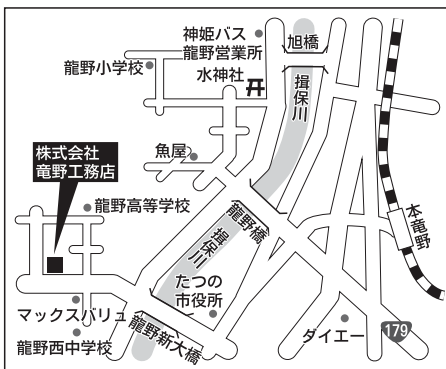 神姫バス
龍野営業所
旭橋
龍野小学校
水神社
揖保川
株式会社
竜野工務店
魚屋
龍野高等学校
龍野橋
本竜野
揖保川
たつの
市役所
マックスバリュ
龍野新大橋
ダイエー
179
龍野西中学校